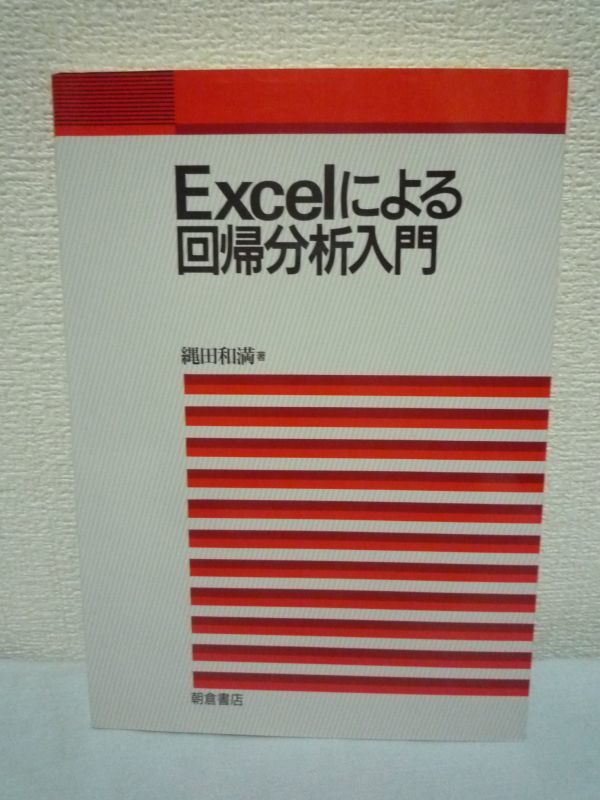 Excelによる
回帰分析入門
縄田和満 著
朝倉書店